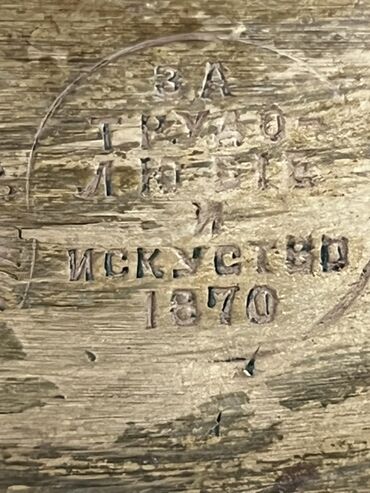 ЗА
ТРУДО-
ЛЮБІЕ
И
ИСКУСТВО
1870